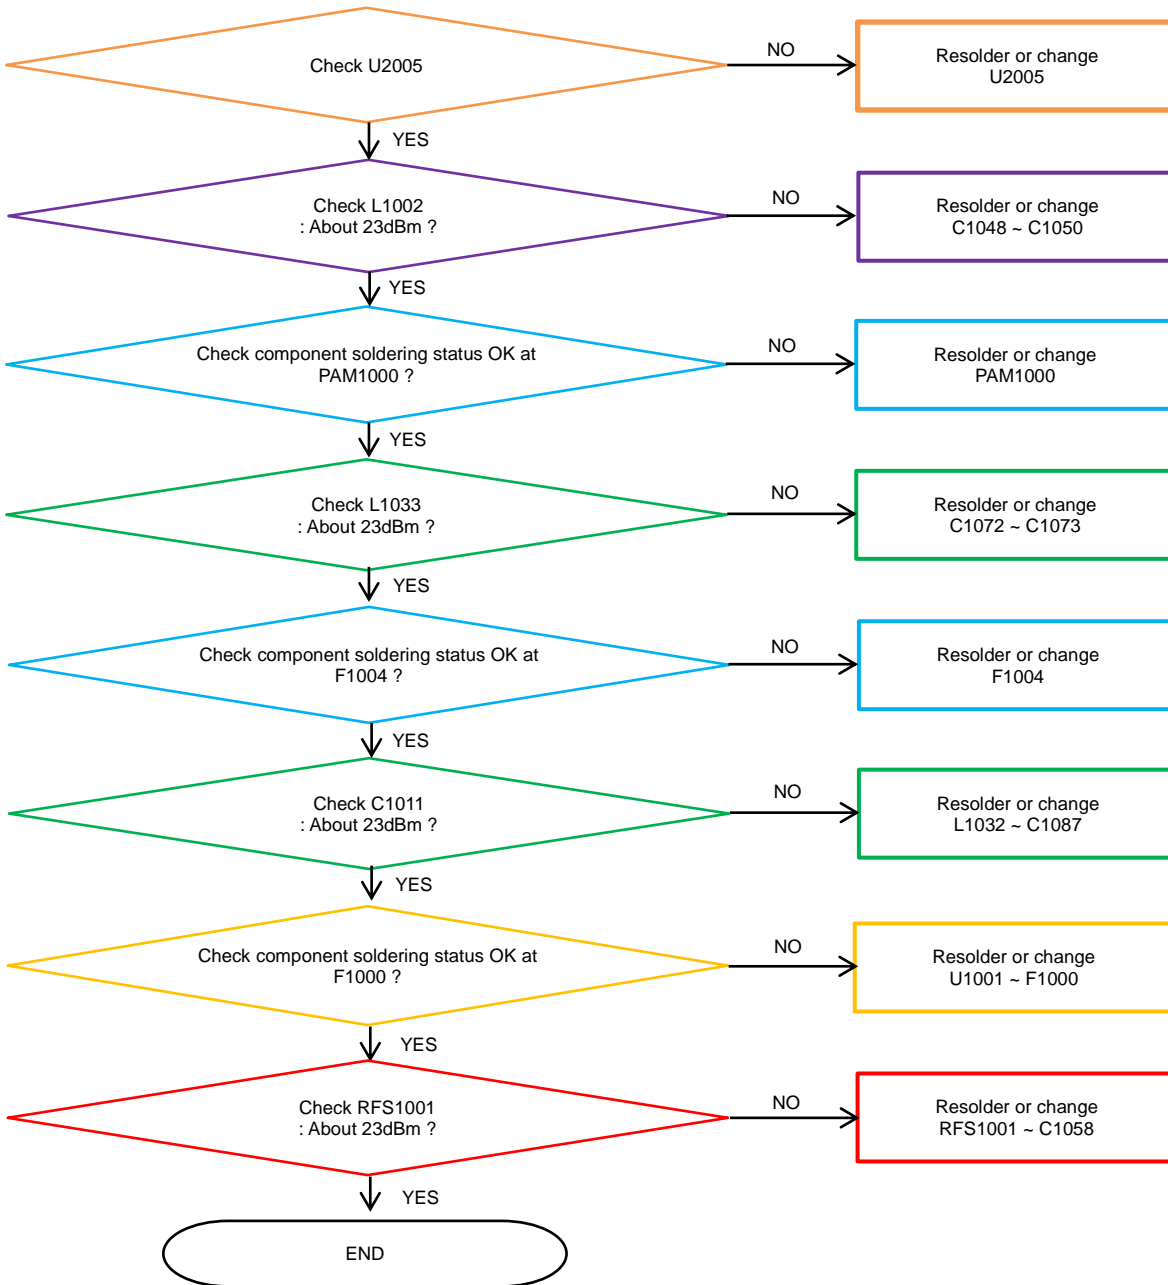 Check U2005
NO
Resolder or change
U2005
YES
Check L1002
: About 23dBm ?
NO
Resolder or change
C1048 ~ C1050
YES
Check component soldering status OK at
PAM1000 ?
NO
Resolder or change
PAM1000
YES
Check L1033
: About 23dBm ?
NO
Resolder or change
C1072 ~ C1073
YES
Check component soldering status OK at
F1004 ?
NO
Resolder or change
F1004
YES
Check C1011
: About 23dBm ?
NO
Resolder or change
L1032 ~ C1087
YES
Check component soldering status OK at
F1000 ?
NO
Resolder or change
U1001 ~ F1000
YES
Check RFS1001
: About 23dBm ?
NO
Resolder or change
RFS1001 ~ C1058
YES
END